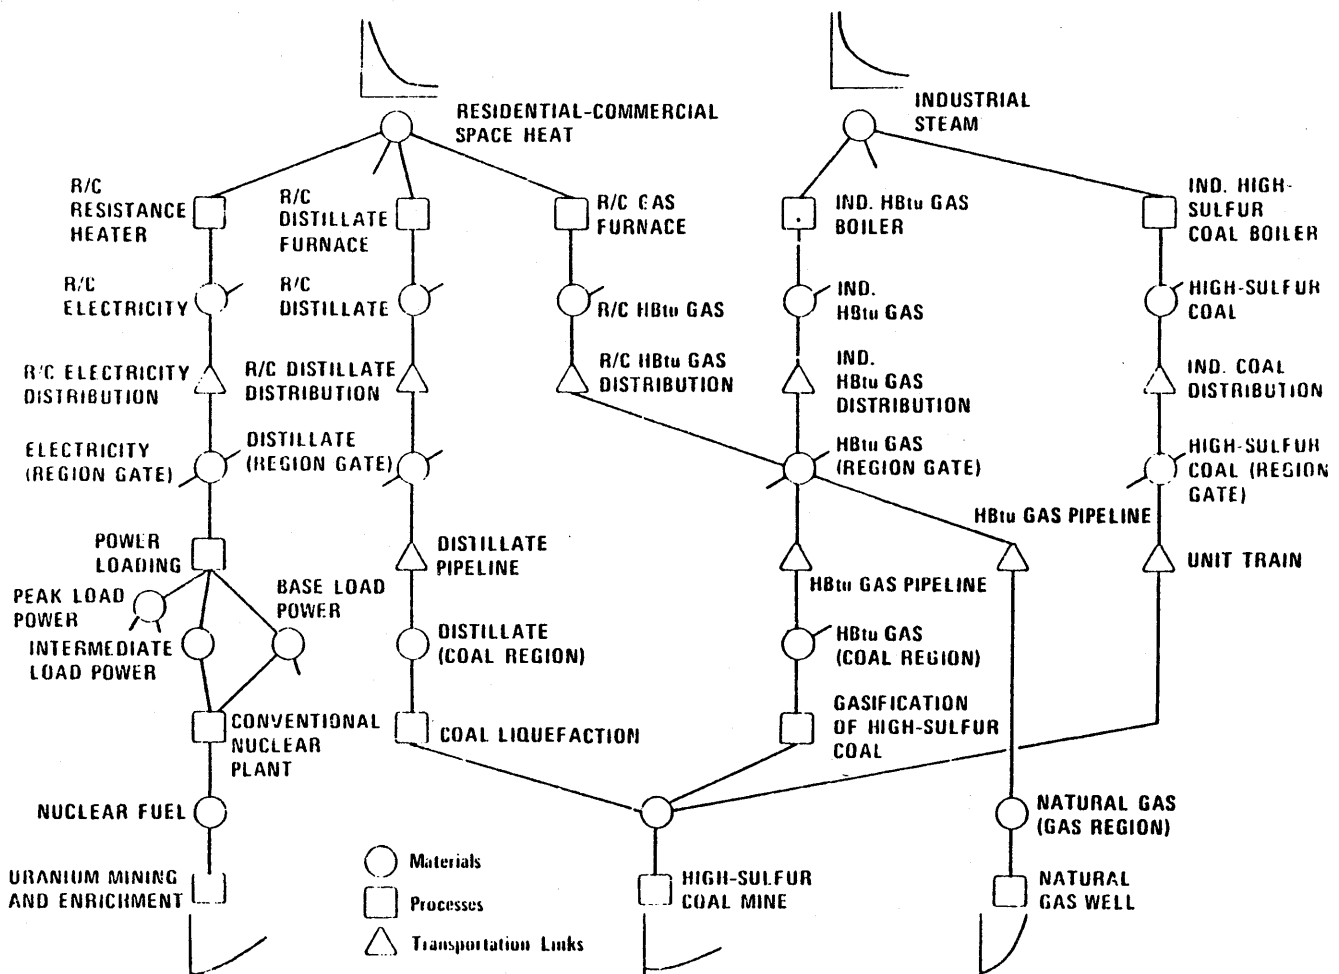 RESIDENTIAL-COMMERCIAL
SPACE HEAT
INDUSTRIAL
STEAM
R/C
RESISTANCE
HEATER
R/C
DISTILLATE
FURNACE
R/C GAS
FURNACE
IND. HBtu GAS
BOILER
IND. HIGH-
SULFUR
COAL BOILER
R/C
ELECTRICITY
R/C
DISTILLATE
R/C HBtu GAS
IND.
HBtu GAS
HIGH-SULFUR
COAL
R/C ELECTRICITY
DISTRIBUTION
R/C DISTILLATE
DISTRIBUTION
R/C HBtu GAS
DISTRIBUTION
IND.
HBtu GAS
DISTRIBUTION
IND. COAL
DISTRIBUTION
ELECTRICITY
(REGION GATE)
DISTILLATE
(REGION GATE)
HBtu GAS
(REGION GATE)
HIGH-SULFUR
COAL (REGION
GATE)
POWER
LOADING
DISTILLATE
PIPELINE
HBtu GAS PIPELINE
HBtu GAS PIPELINE
UNIT TRAIN
PEAK LOAD
POWER
BASE LOAD
POWER
INTERMEDIATE
LOAD POWER
DISTILLATE
(COAL REGION)
HBtu GAS
(COAL REGION)
CONVENTIONAL
NUCLEAR
PLANT
COAL LIQUEFACTION
GASIFICATION
OF HIGH-SULFUR
COAL
NUCLEAR FUEL
NATURAL GAS
(GAS REGION)
URANIUM MINING
AND ENRICHMENT
HIGH-SULFUR
COAL MINE
NATURAL
GAS WELL
Materials
Processes
Transportation Links